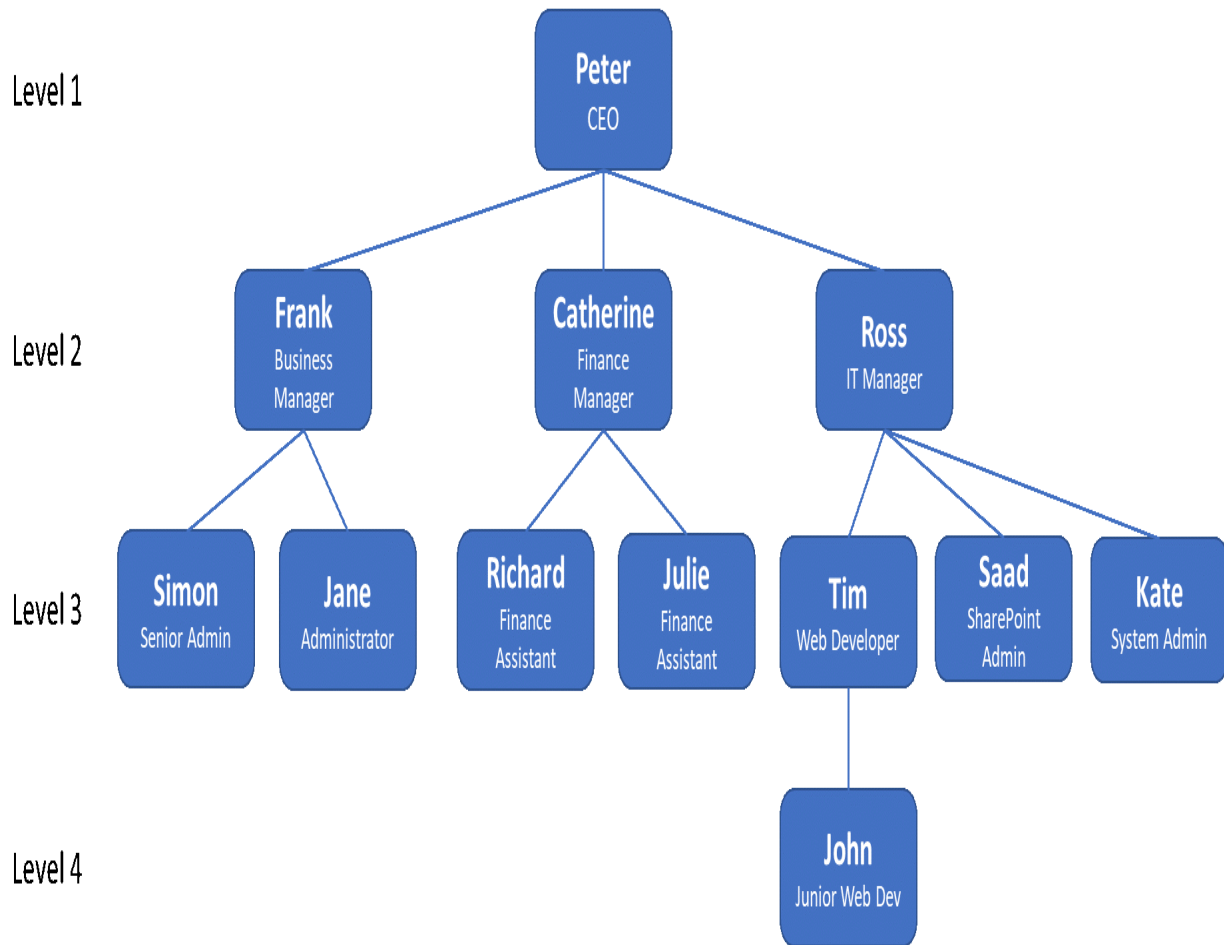 Level 1
Peter
CEO
Level 2
Frank
Business
Manager
Catherine
Finance
Manager
Ross
IT Manager
Level 3
Simon
Senior Admin
Jane
Administrator
Richard
Finance
Assistant
Julie
Finance
Assistant
Tim
Web Developer
Saad
SharePoint
Admin
Kate
System Admin
Level 4
John
Junior Web Dev